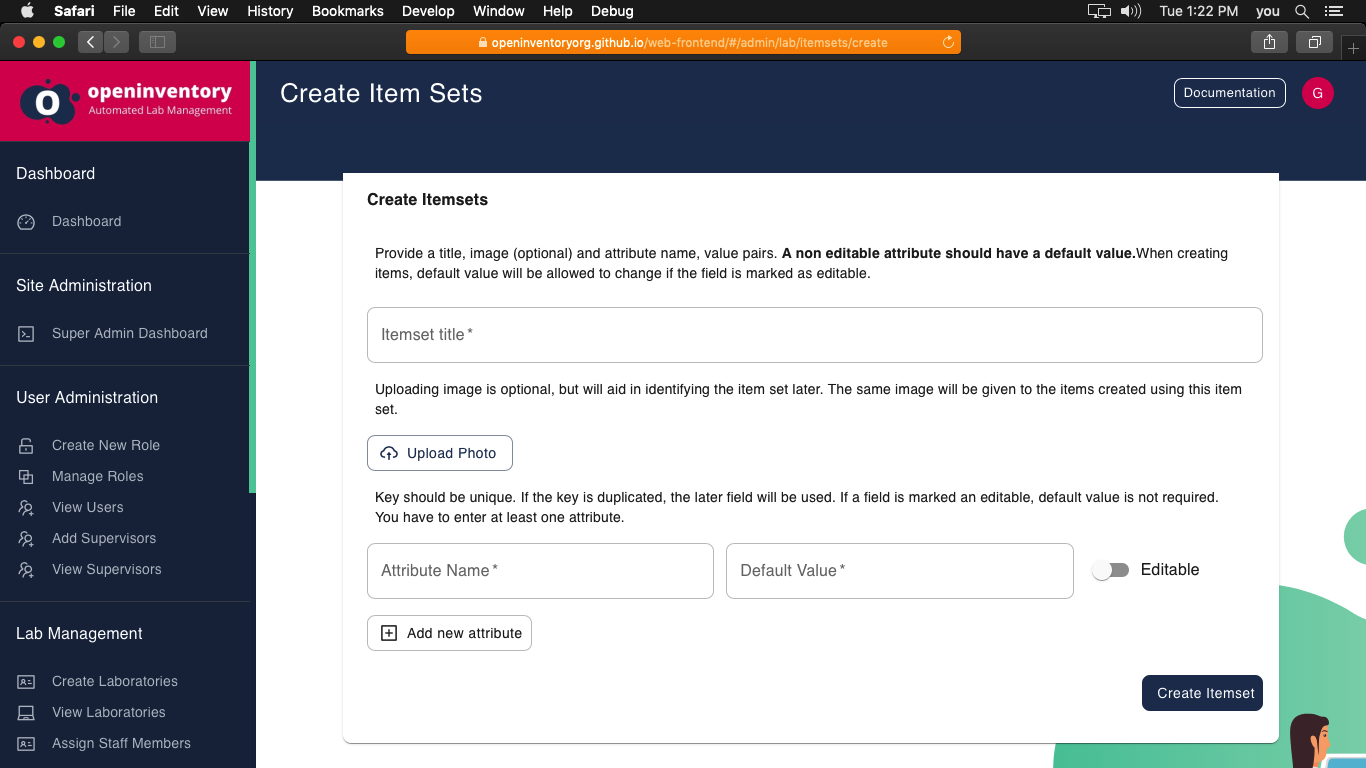 Safari File Edit View History Bookmarks Develop Window Help Debug Tue 1:22 PM you
openinventoryorg.github.io/web-frontend/#/admin/lab/itemsets/create
openinventory
Automated Lab Management
Dashboard
Dashboard
Site Administration
Super Admin Dashboard
User Administration
Create New Role
Manage Roles
View Users
Add Supervisors
View Supervisors
Lab Management
Create Laboratories
View Laboratories
Assign Staff Members
Create Item Sets
Documentation
G
Create Itemsets
Provide a title, image (optional) and attribute name, value pairs. A non editable attribute should have a default value.When creating
items, default value will be allowed to change if the field is marked as editable.
Itemset title *
Uploading image is optional, but will aid in identifying the item set later. The same image will be given to the items created using this item
set.
Upload Photo
Key should be unique. If the key is duplicated, the later field will be used. If a field is marked an editable, default value is not required.
You have to enter at least one attribute.
Attribute Name *
Default Value *
Editable
Add new attribute
Create Itemset